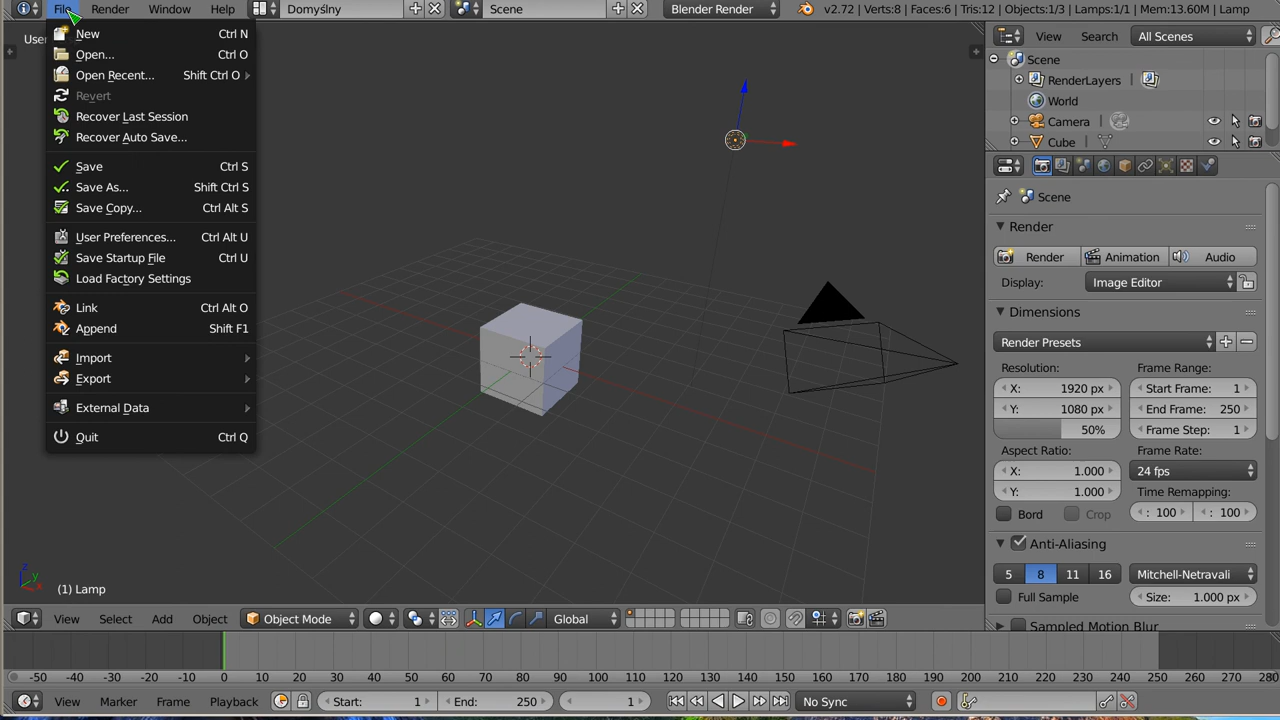 File Render Window Help Domyślny Scene Blender Render v2.72 | Verts:8 | Faces:6 | Tris:12 | Objects:1/3 | Lamps:1/1 | Mem:13.60M | Lamp
New Ctrl N
Open... Ctrl O
Open Recent... Shift Ctrl O
Revert
Recover Last Session
Recover Auto Save...
Save Ctrl S
Save As... Shift Ctrl S
Save Copy... Ctrl Alt S
User Preferences... Ctrl Alt U
Save Startup File Ctrl U
Load Factory Settings
Link Ctrl Alt O
Append Shift F1
Import
Export
External Data
Quit Ctrl Q
(1) Lamp
View Select Add Object Object Mode Global
View Search All Scenes
Scene
RenderLayers
World
Camera
Cube
Scene
Render
Render Animation Audio
Display: Image Editor
Dimensions
Render Presets
Resolution: Frame Range:
X: 1920 px Start Frame: 1
Y: 1080 px End Frame: 250
50% Frame Step: 1
Aspect Ratio: Frame Rate:
X: 1.000 24 fps
Y: 1.000 Time Remapping:
Bord Crop : 100 : 100
Anti-Aliasing
5 8 11 16 Mitchell-Netravali
Full Sample Size: 1.000 px
Sampled Motion Blur
-50 -40 -30 -20 -10 0 10 20 30 40 50 60 70 80 90 100 110 120 130 140 150 160 170 180 190 200 210 220 230 240 250 260 270 280
View Marker Frame Playback Start: 1 End: 250 1 No Sync